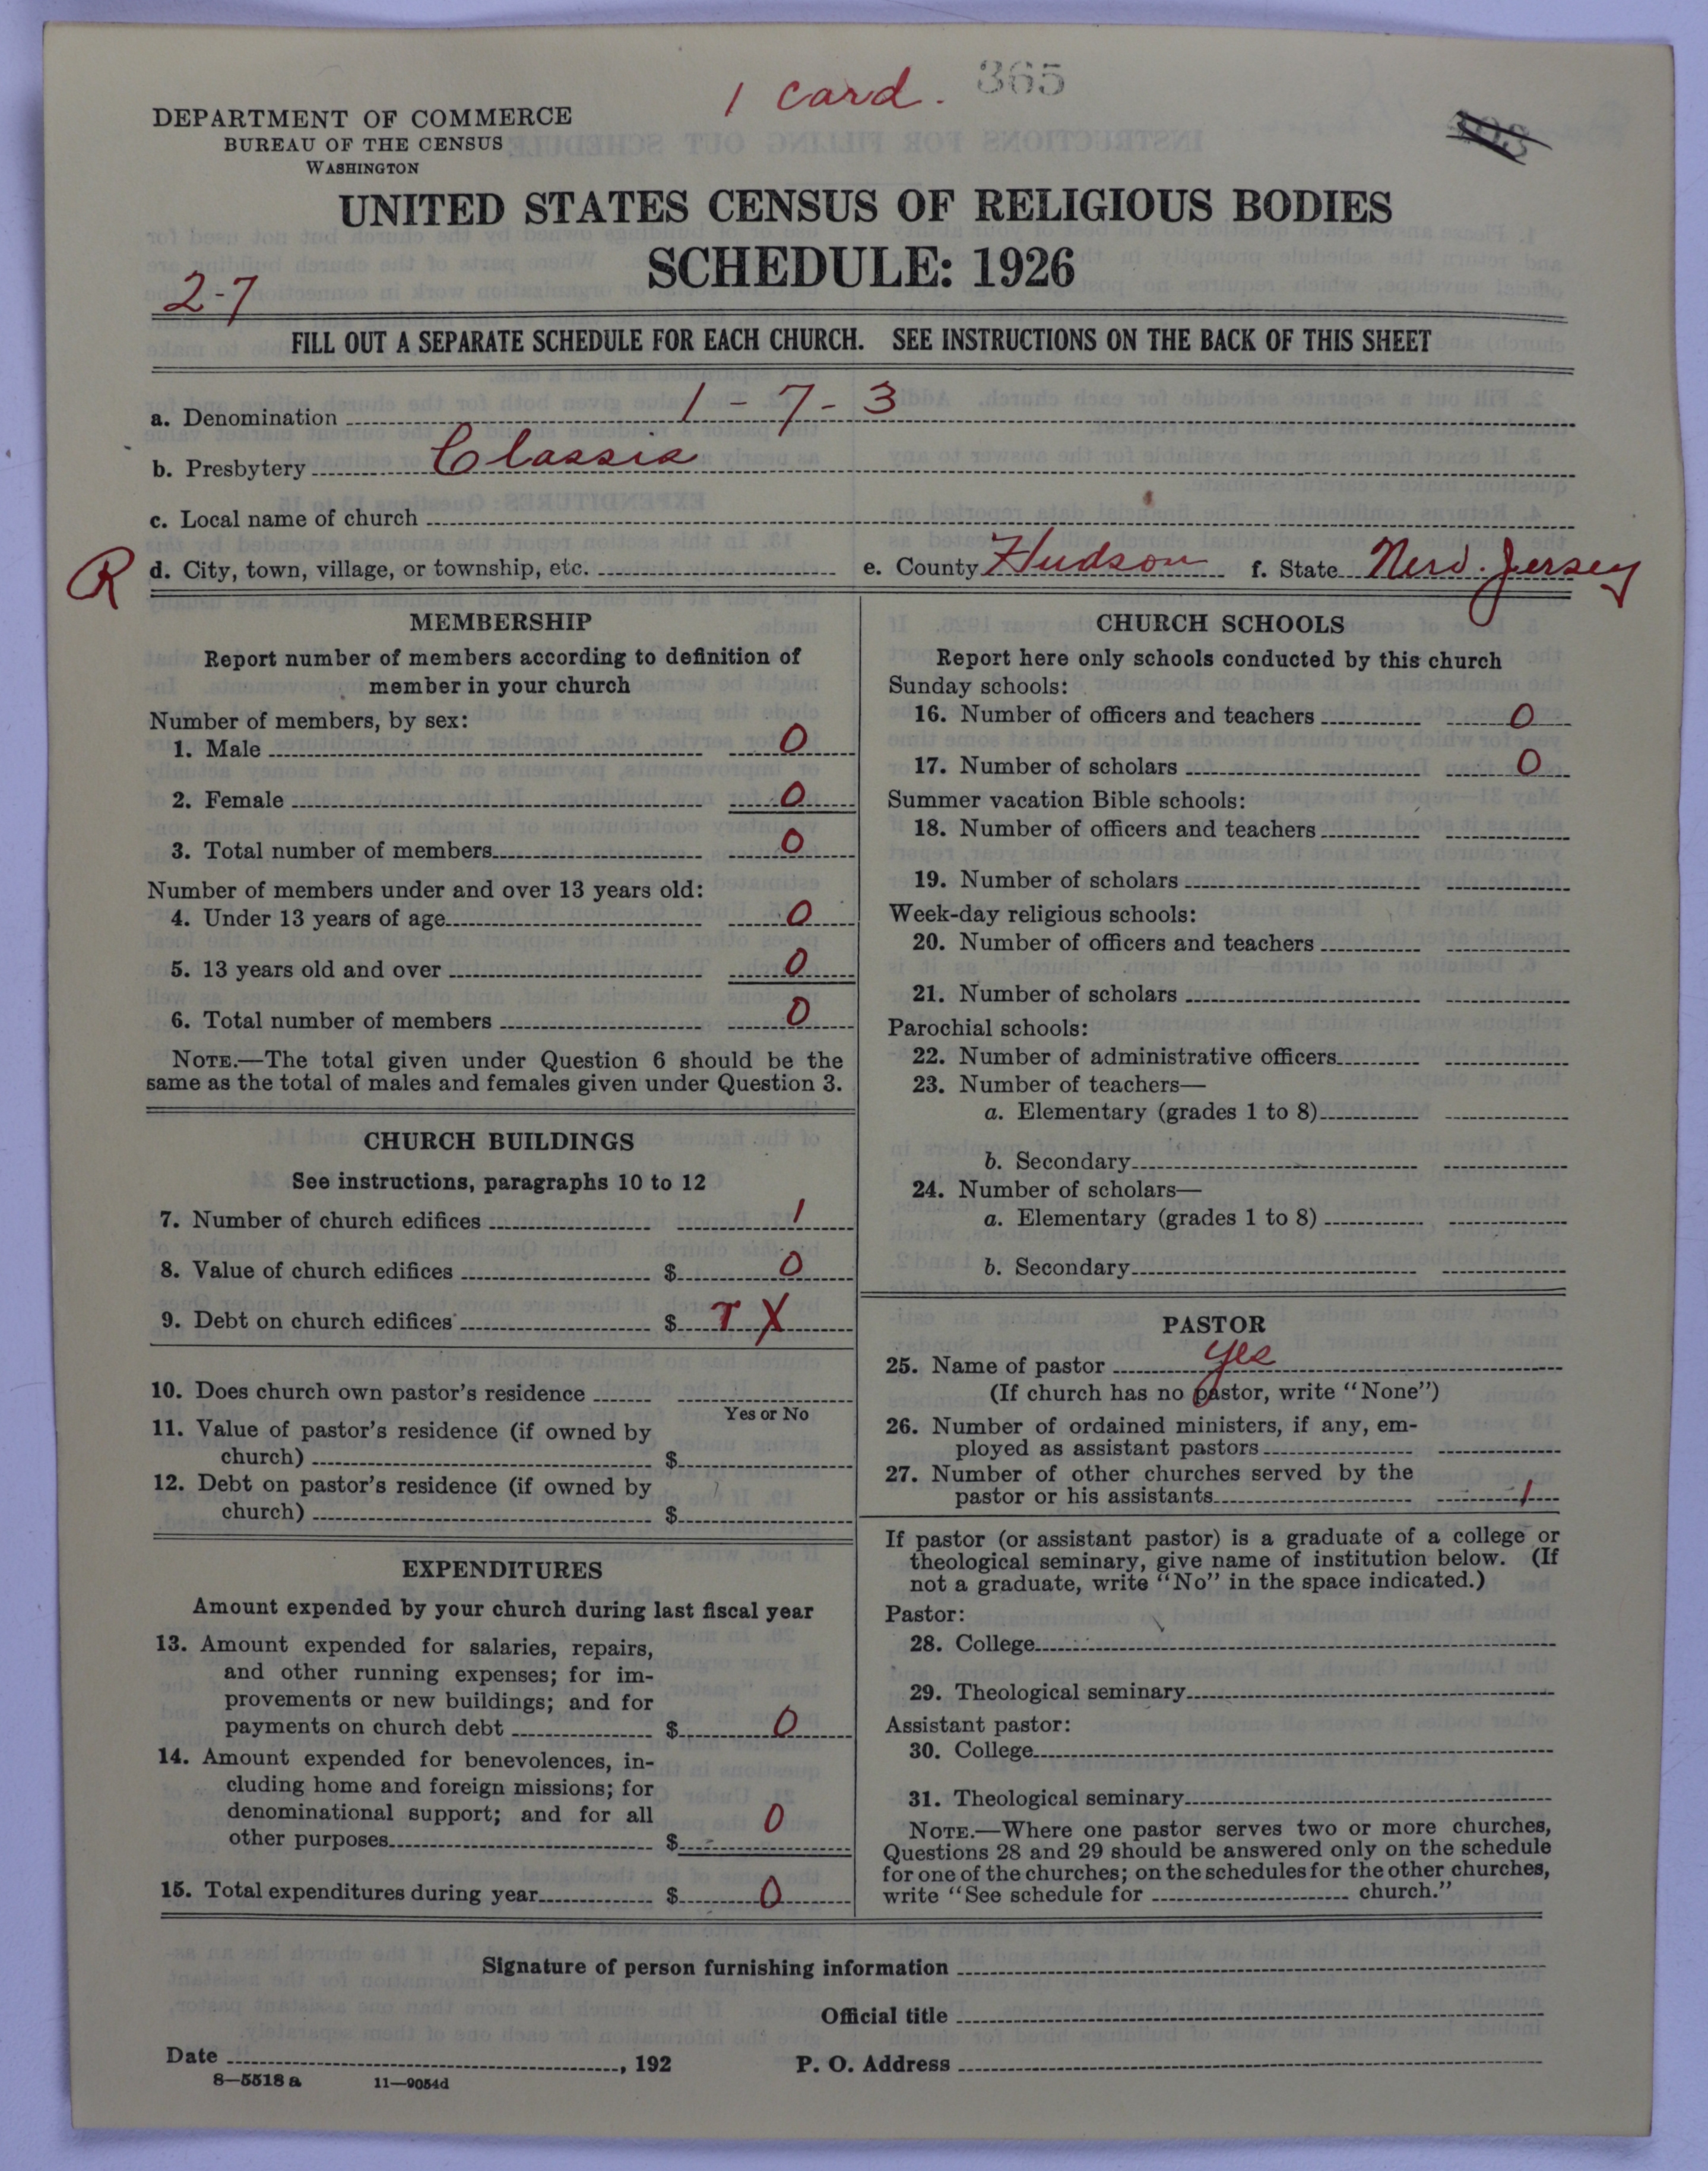 1 card. 365
DEPARTMENT OF COMMERCE
BUREAU OF THE CENSUS
WASHINGTON
UNITED STATES CENSUS OF RELIGIOUS BODIES
SCHEDULE: 1926
2-7
FILL OUT A SEPARATE SCHEDULE FOR EACH CHURCH. SEE INSTRUCTIONS ON THE BACK OF THIS SHEET
a. Denomination 1-7-3
b. Presbytery Classis
c. Local name of church
R d. City, town, village, or township, etc. e. County Hudson f. State New Jersey
MEMBERSHIP
Report number of members according to definition of
member in your church
Number of members, by sex:
1. Male 0
2. Female 0
3. Total number of members 0
Number of members under and over 13 years old:
4. Under 13 years of age 0
5. 13 years old and over 0
6. Total number of members 0
NOTE.—The total given under Question 6 should be the
same as the total of males and females given under Question 3.
CHURCH BUILDINGS
See instructions, paragraphs 10 to 12
7. Number of church edifices 1
8. Value of church edifices $ 0
9. Debt on church edifices $ r X
10. Does church own pastor's residence
Yes or No
11. Value of pastor's residence (if owned by
church) $
12. Debt on pastor's residence (if owned by
church) $
EXPENDITURES
Amount expended by your church during last fiscal year
13. Amount expended for salaries, repairs,
and other running expenses; for im-
provements or new buildings; and for
payments on church debt $ 0
14. Amount expended for benevolences, in-
cluding home and foreign missions; for
denominational support; and for all
other purposes $ 0
15. Total expenditures during year $ 0
CHURCH SCHOOLS
Report here only schools conducted by this church
Sunday schools:
16. Number of officers and teachers 0
17. Number of scholars 0
Summer vacation Bible schools:
18. Number of officers and teachers
19. Number of scholars
Week-day religious schools:
20. Number of officers and teachers
21. Number of scholars
Parochial schools:
22. Number of administrative officers
23. Number of teachers—
a. Elementary (grades 1 to 8)
b. Secondary
24. Number of scholars—
a. Elementary (grades 1 to 8)
b. Secondary
PASTOR
25. Name of pastor yes
(If church has no pastor, write "None")
26. Number of ordained ministers, if any, em-
ployed as assistant pastors
27. Number of other churches served by the
pastor or his assistants 1
If pastor (or assistant pastor) is a graduate of a college or
theological seminary, give name of institution below. (If
not a graduate, write "No" in the space indicated.)
Pastor:
28. College
29. Theological seminary
Assistant pastor:
30. College
31. Theological seminary
NOTE.—Where one pastor serves two or more churches,
Questions 28 and 29 should be answered only on the schedule
for one of the churches; on the schedules for the other churches,
write "See schedule for church."
Signature of person furnishing information
Official title
Date , 192 P. O. Address
8—5518 a 11—9054d